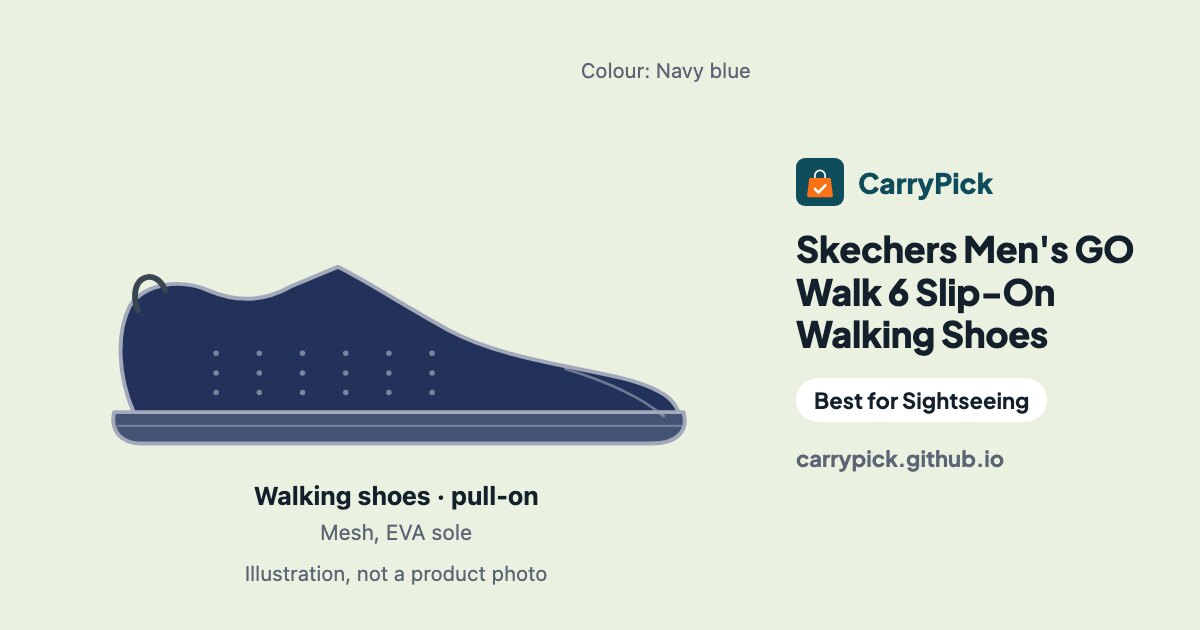 Colour: Navy blue
CarryPick
Skechers Men's GO
Walk 6 Slip-On
Walking Shoes
Best for Sightseeing
carrypick.github.io
Walking shoes · pull-on
Mesh, EVA sole
Illustration, not a product photo